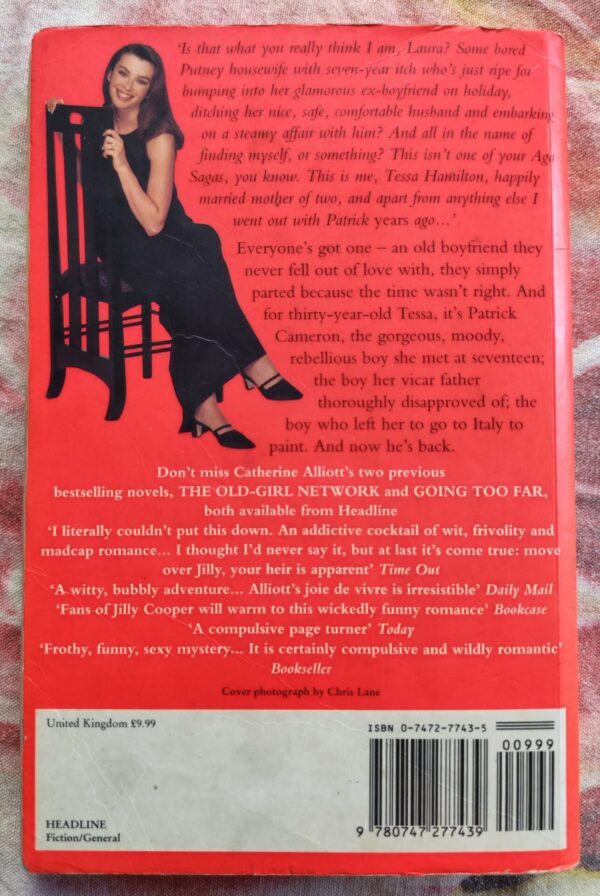 'Is that what you really think I am, Laura? Some bored
Putney housewife with seven-year itch who's just ripe for
bumping into her glamorous ex-boyfriend on holiday,
ditching her nice, safe, comfortable husband and embarking
on a steamy affair with him? And all in the name of
finding myself, or something? This isn't one of your Aga
Sagas, you know. This is me, Tessa Hamilton, happily
married mother of two, and apart from anything else I
went out with Patrick years ago...'
Everyone's got one – an old boyfriend they
never fell out of love with, they simply
parted because the time wasn't right. And
for thirty-year-old Tessa, it's Patrick
Cameron, the gorgeous, moody,
rebellious boy she met at seventeen;
the boy her vicar father
thoroughly disapproved of; the
boy who left her to go to Italy to
paint. And now he's back.
Don't miss Catherine Alliott's two previous
bestselling novels, THE OLD-GIRL NETWORK and GOING TOO FAR,
both available from Headline
'I literally couldn't put this down. An addictive cocktail of wit, frivolity and
madcap romance... I thought I'd never say it, but at last it's come true: move
over Jilly, your heir is apparent' Time Out
'A witty, bubbly adventure... Alliott's joie de vivre is irresistible' Daily Mail
'Fans of Jilly Cooper will warm to this wickedly funny romance' Bookcase
'A compulsive page turner' Today
'Frothy, funny, sexy mystery... It is certainly compulsive and wildly romantic'
Bookseller
Cover photograph by Chris Lane
United Kingdom £9.99
ISBN 0-7472-7743-5
00999
9 780747 277439
HEADLINE
Fiction/General